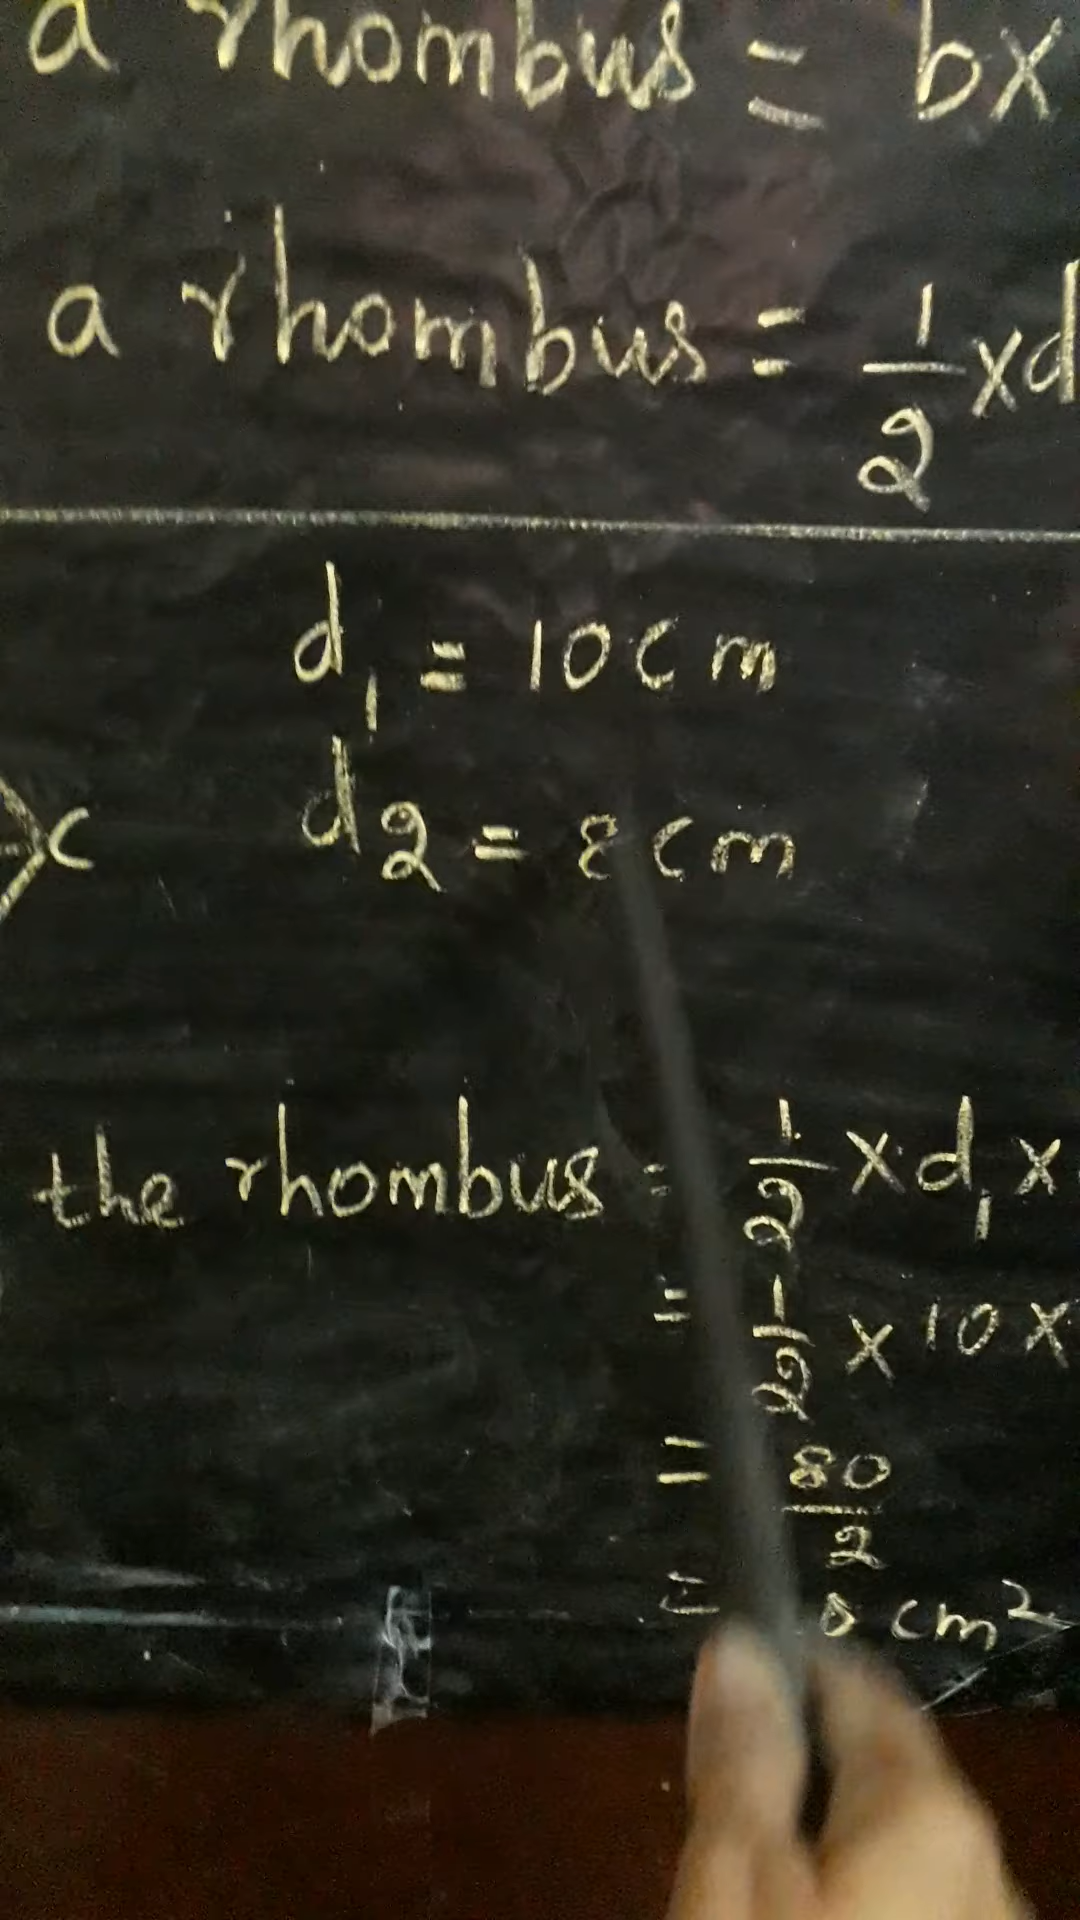 a rhombus = bx
a rhombus = 1/2 x d
d1 = 10cm
c
d2 = 8cm
the rhombus = 1/2 x d1 x
= 1/2 x 10 x
= 80/2
= 0 cm²